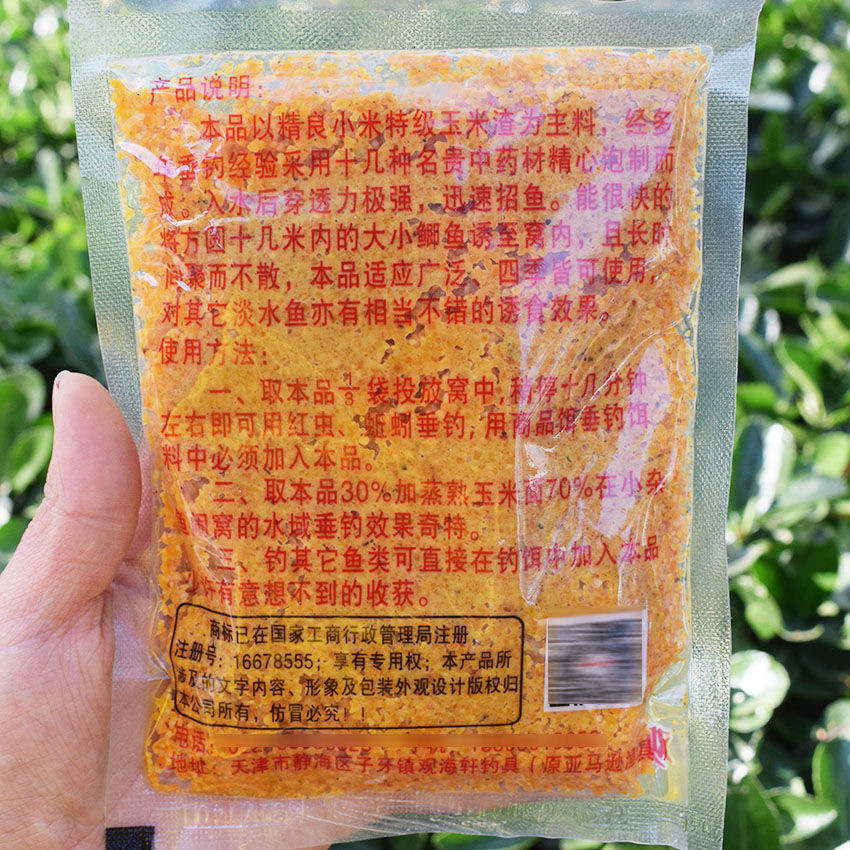 产品说明:
本品以精良小米特级玉米渣为主料，经多
垂钓经验采用十几种名贵中药材精心泡制而
成。入水后穿透力极强，迅速招鱼。能很快的
将方圆十几米内的大小鲫鱼诱至窝内，且长时
间聚而不散，本品适应广泛，四季皆可使用，
对其它淡水鱼亦有相当不错的诱食效果。
使用方法:
一、取本品⅓袋投放窝中,稍停十几分钟
左右即可用红虫、蚯蚓垂钓;用商品饵垂钓饵
料中必须加入本品。
二、取本品30%加蒸熟玉米面70%在小杂
鱼闹窝的水域垂钓效果奇特。
三、钓其它鱼类可直接在钓饵中加入本品
许有意想不到的收获。
商标已在国家工商行政管理局注册，
注册号: 16678555; 享有专用权; 本产品所
涉及的文字内容、形象及包装外观设计版权归
本公司所有，仿冒必究！！
电话:
地址: 天津市静海区子牙镇观海轩钓具（原亚马逊渔具